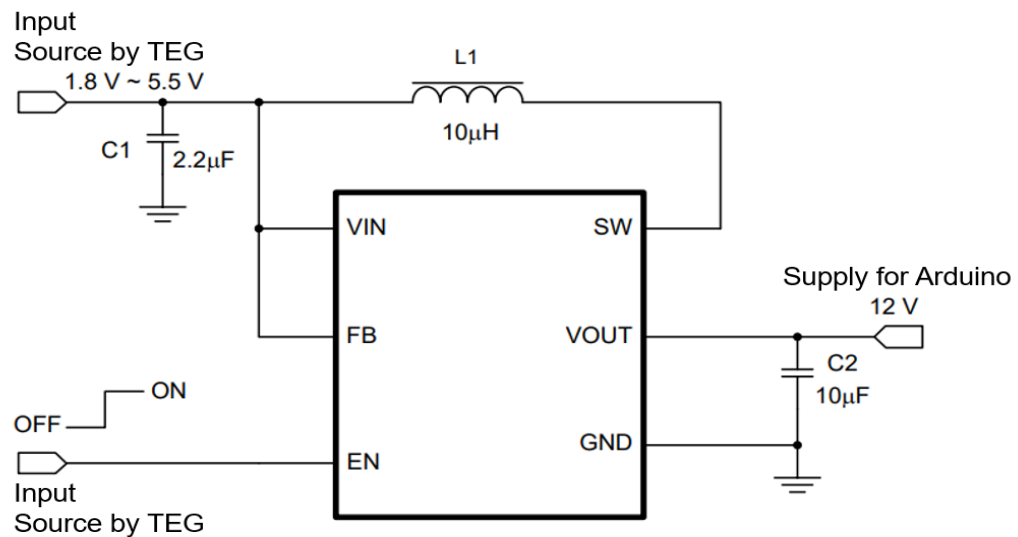 Input
Source by TEG
1.8 V ~ 5.5 V
L1
10μH
C1
2.2μF
VIN
SW
Supply for Arduino
12 V
FB
VOUT
C2
10μF
ON
OFF
GND
EN
Input
Source by TEG